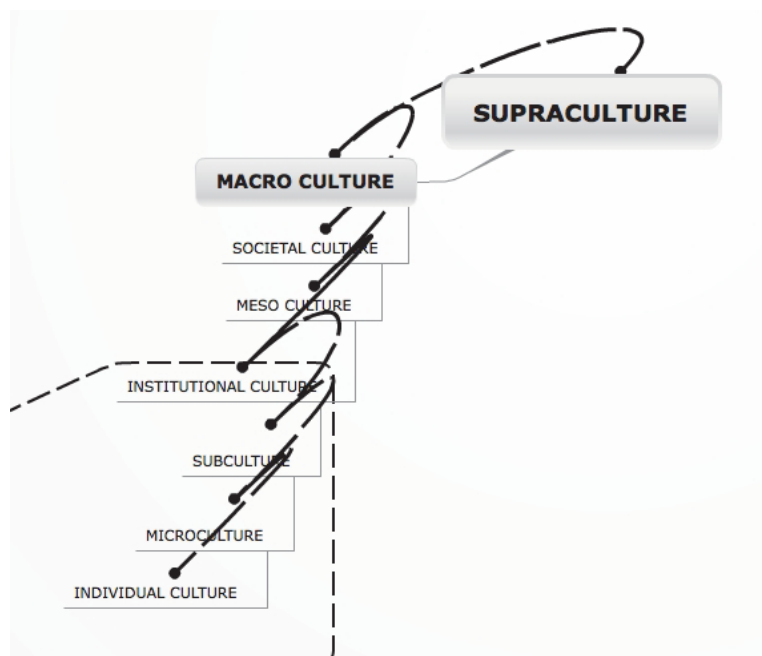 SUPRACULTURE
MACRO CULTURE
SOCIETAL CULTURE
MESO CULTURE
INSTITUTIONAL CULTURE
SUBCULTURE
MICROCULTURE
INDIVIDUAL CULTURE